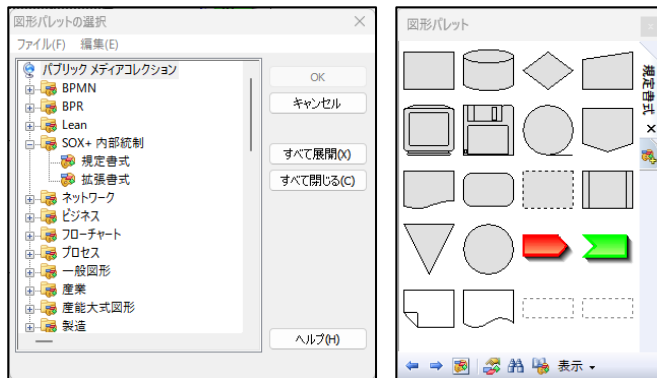 図形パレットの選択
ファイル(F) 編集(E)
パブリック メディアコレクション
BPMN
BPR
Lean
SOX+ 内部統制
規定書式
拡張書式
ネットワーク
ビジネス
フローチャート
プロセス
一般図形
産業
産能大式図形
製造
OK
キャンセル
すべて展開(X)
すべて閉じる(C)
ヘルプ(H)
図形パレット
規定書式
表示